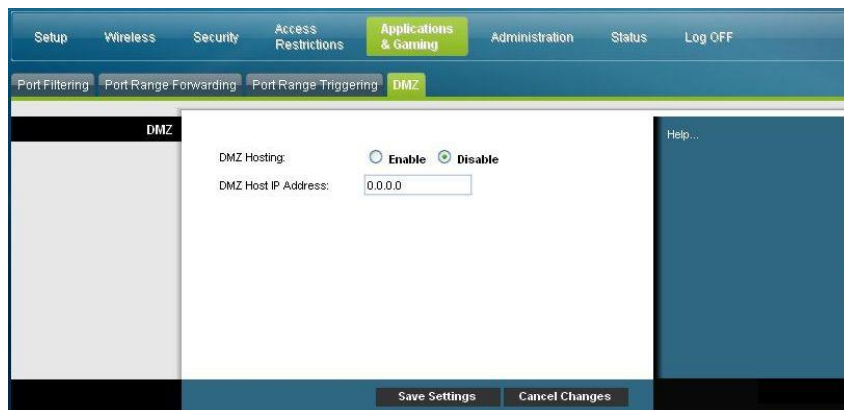 Setup Wireless Security Access Restrictions Applications & Gaming Administration Status Log OFF
Port Filtering Port Range Forwarding Port Range Triggering DMZ
DMZ
Help...
DMZ Hosting: Enable Disable
DMZ Host IP Address: 0.0.0.0
Save Settings Cancel Changes